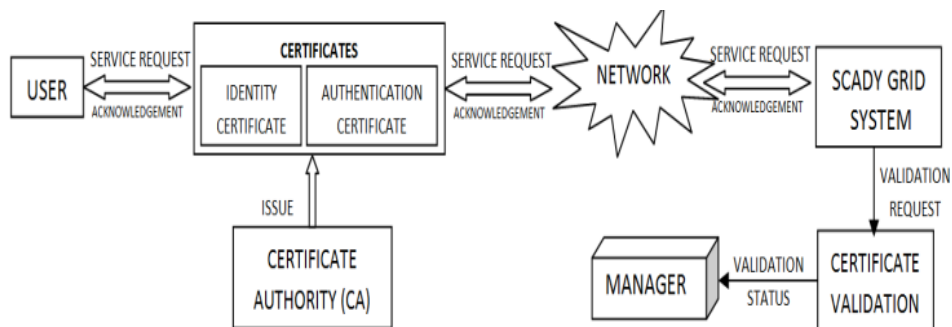 USER
SERVICE REQUEST
ACKNOWLEDGEMENT
CERTIFICATES
IDENTITY
CERTIFICATE
AUTHENTICATION
CERTIFICATE
SERVICE REQUEST
ACKNOWLEDGEMENT
NETWORK
SERVICE REQUEST
ACKNOWLEDGEMENT
SCADY GRID
SYSTEM
ISSUE
CERTIFICATE
AUTHORITY (CA)
VALIDATION
REQUEST
CERTIFICATE
VALIDATION
VALIDATION
STATUS
MANAGER